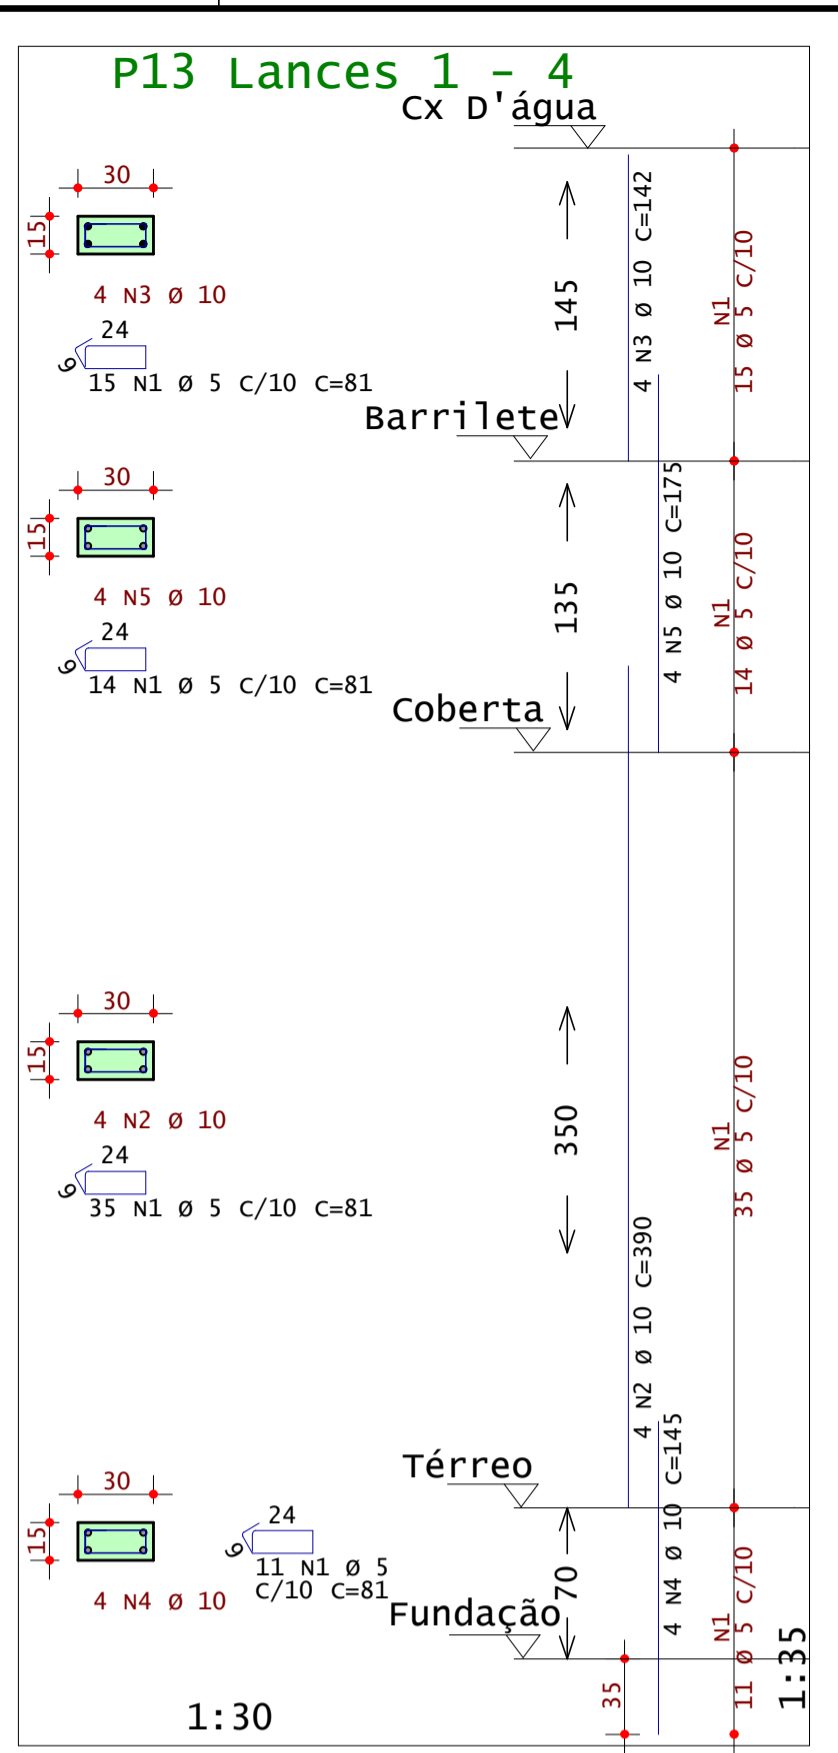 P13 Lances 1 - 4
Cx D'água
30
15
4 N3 Ø 10
24
9
15 N1 Ø 5 C/10 C=81
145
4 N3 Ø 10 C=142
N1
15 Ø 5 C/10
Barrilete
30
15
4 N5 Ø 10
24
9
14 N1 Ø 5 C/10 C=81
135
4 N5 Ø 10 C=175
N1
14 Ø 5 C/10
Coberta
30
15
4 N2 Ø 10
24
9
35 N1 Ø 5 C/10 C=81
350
4 N2 Ø 10 C=390
N1
35 Ø 5 C/10
Térreo
30
15
4 N4 Ø 10
24
9
11 N1 Ø 5
C/10 C=81
70
4 N4 Ø 10 C=145
N1
11 Ø 5 C/10
Fundação
35
1:30
1:35